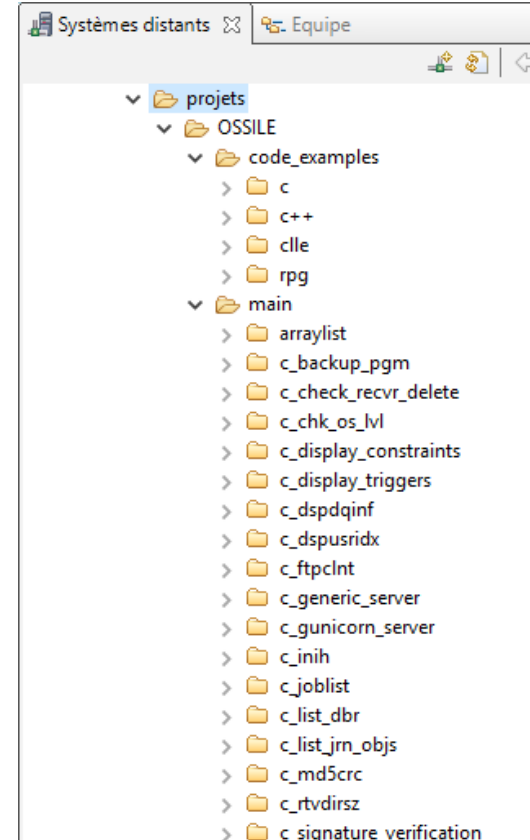 Systèmes distants Equipe
projets
OSSILE
code_examples
c
c++
clle
rpg
main
arraylist
c_backup_pgm
c_check_recvr_delete
c_chk_os_lvl
c_display_constraints
c_display_triggers
c_dspdqinf
c_dspusridx
c_ftpclnt
c_generic_server
c_gunicorn_server
c_inih
c_joblist
c_list_dbr
c_list_jrn_objs
c_md5crc
c_rtvdirsz
c_signature_verification